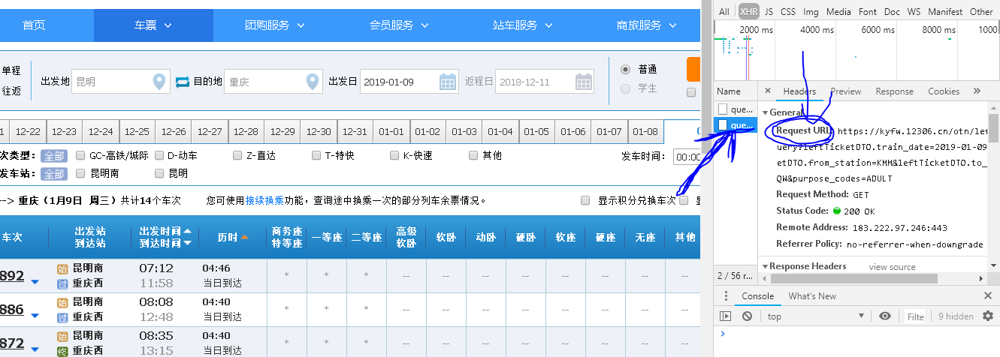 首页 车票 团购服务 会员服务 站车服务 商旅服务
单程
往返
出发地 昆明 目的地 重庆 出发日 2019-01-09 返程日 2018-12-11
普通
学生
1 12-22 12-23 12-24 12-25 12-26 12-27 12-28 12-29 12-30 12-31 01-01 01-02 01-03 01-04 01-05 01-06 01-07 01-08
次类型: 全部 GC-高铁/城际 D-动车 Z-直达 T-特快 K-快速 其他 发车时间: 00:00
发车站: 全部 昆明南 昆明
--> 重庆（1月9日 周三）共计14个车次 您可使用接续换乘功能，查询途中换乘一次的部分列车余票情况。 显示积分兑换车次
车次 出发站 出发时间 历时 商务座 一等座 二等座 高级 软卧 动卧 硬卧 软座 硬座 无座 其他
到达站 到达时间 特等座 软卧
892 始 昆明南 07:12 04:46 * * * -- -- -- -- -- -- -- --
过 重庆西 11:58 当日到达
886 始 昆明南 08:08 04:40 * * * -- -- -- -- -- -- -- --
过 重庆西 12:48 当日到达
872 始 昆明南 08:35 04:40 * * * -- -- -- -- -- -- -- --
终 重庆西 13:15 当日到达
All XHR JS CSS Img Media Font Doc WS Manifest Other
2000 ms 4000 ms 6000 ms 8000 ms 1000
Name × Headers Preview Response Cookies »
que...
que...
▼General
Request URL: https://kyfw.12306.cn/otn/lef
uery?leftTicketDTO.train_date=2019-01-09
etDTO.from_station=KMM&leftTicketDTO.to_
QW&purpose_codes=ADULT
Request Method: GET
Status Code: 200 OK
Remote Address: 183.222.97.246:443
Referrer Policy: no-referrer-when-downgrade
▼Response Headers view source
2 / 56 r...
Console What's New ×
top ▼ Filte 9 hidden